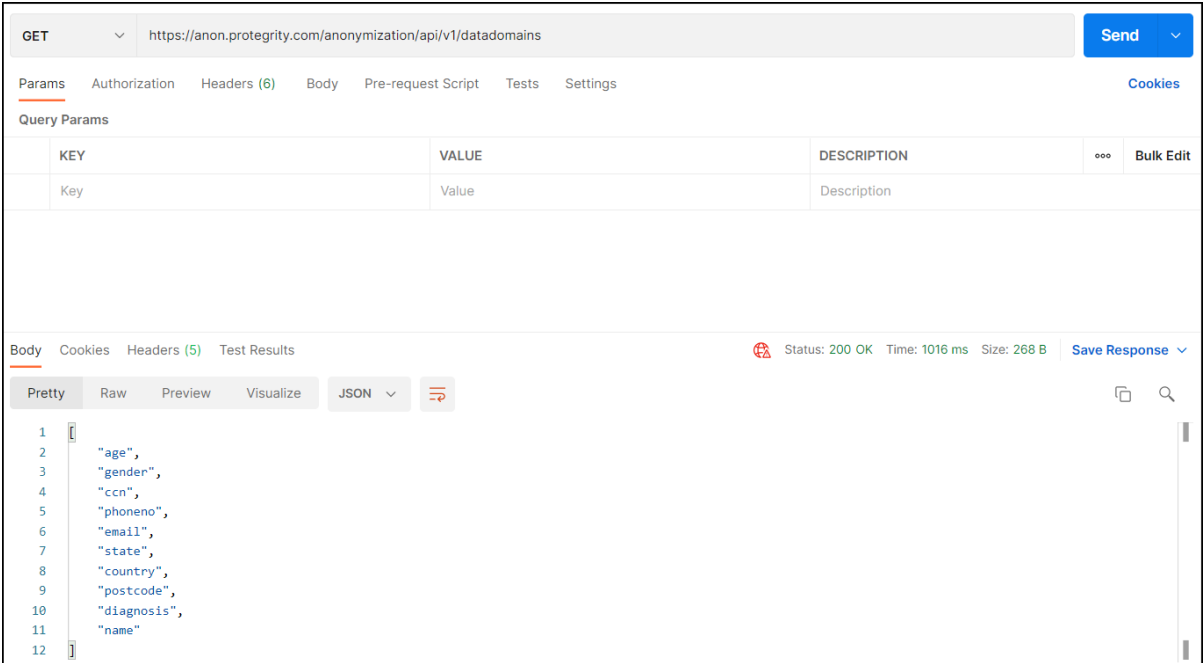 GET https://anon.protegrity.com/anonymization/api/v1/datadomains Send
Params Authorization Headers (6) Body Pre-request Script Tests Settings Cookies
Query Params
KEY VALUE DESCRIPTION ooo Bulk Edit
Key Value Description
Body Cookies Headers (5) Test Results Status: 200 OK Time: 1016 ms Size: 268 B Save Response
Pretty Raw Preview Visualize JSON
1 [
2 "age",
3 "gender",
4 "ccn",
5 "phoneno",
6 "email",
7 "state",
8 "country",
9 "postcode",
10 "diagnosis",
11 "name"
12 ]